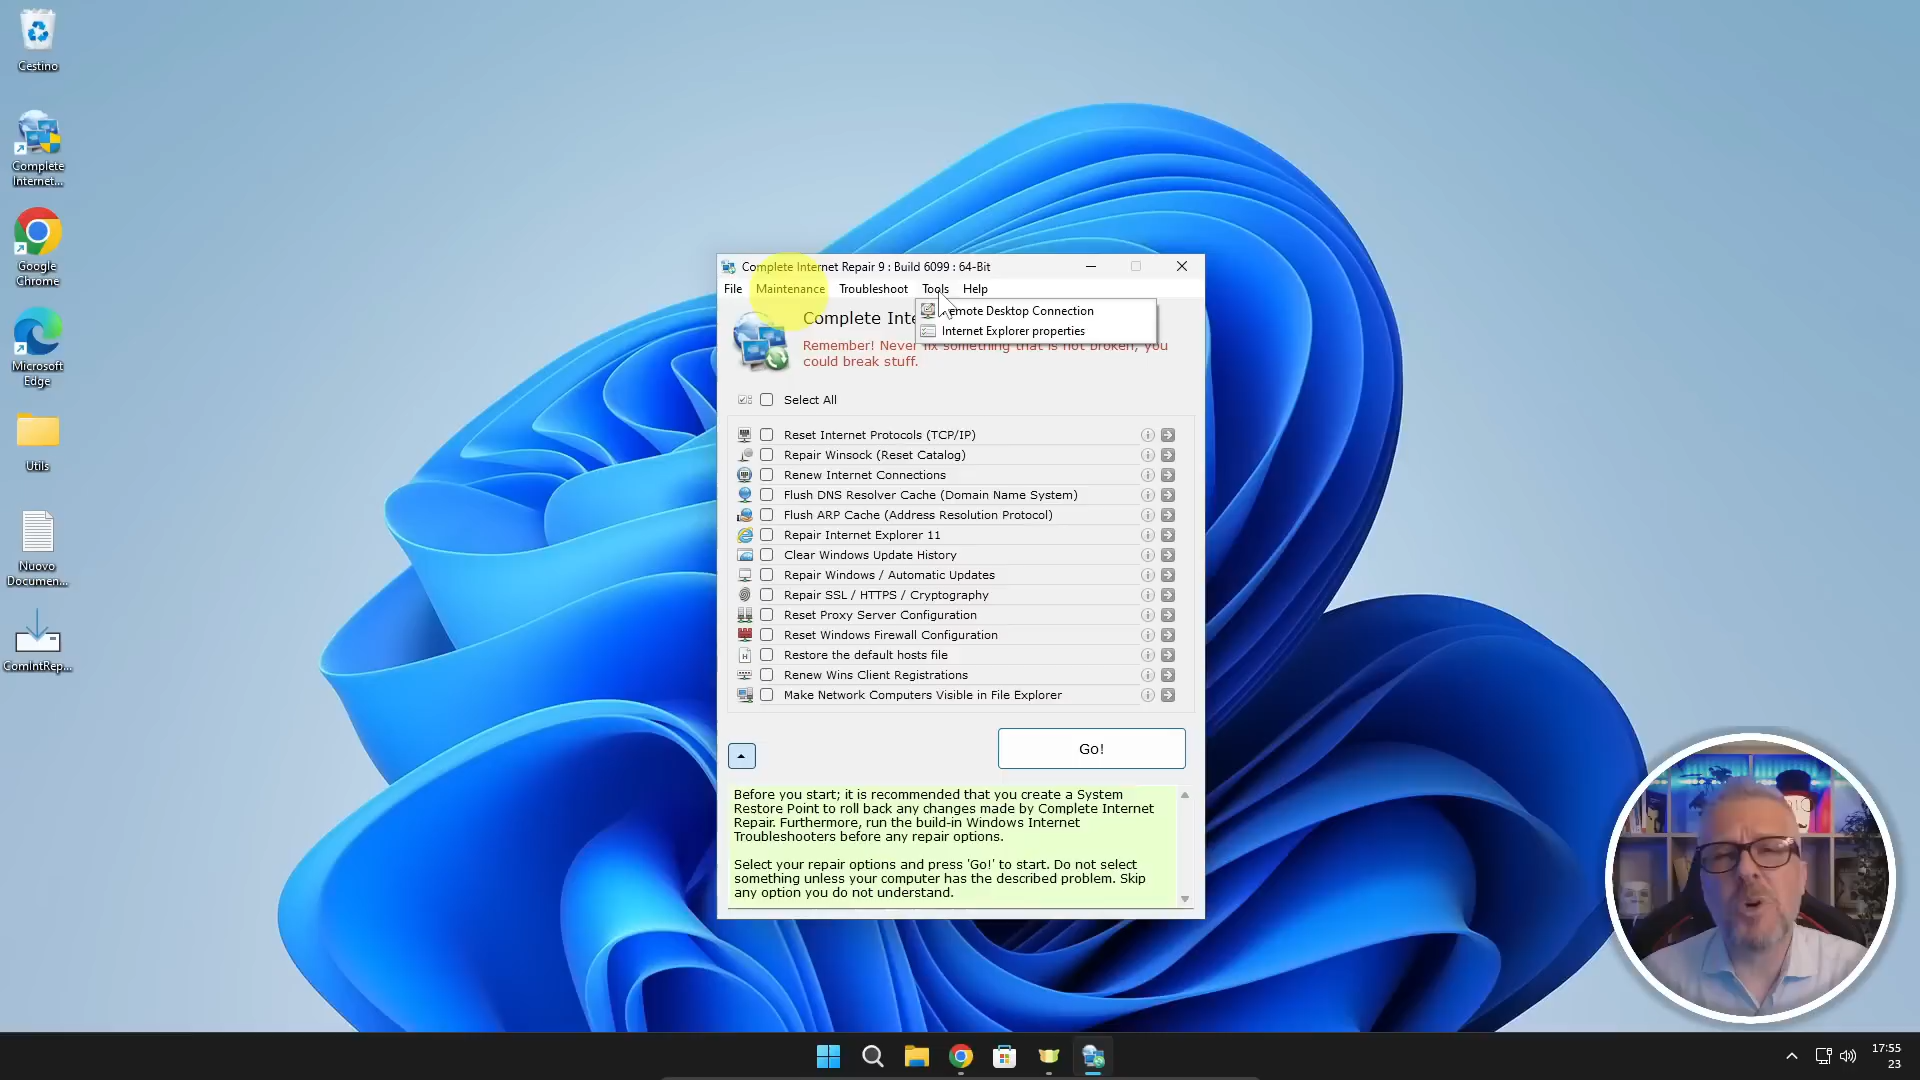 Cestino
Complete
Internet...
Google
Chrome
Microsoft
Edge
Utils
Nuovo
Documen...
ComIntRep...
Complete Internet Repair 9 : Build 6099 : 64-Bit
File Maintenance Troubleshoot Tools Help
Remote Desktop Connection
Internet Explorer properties
Complete Inte
Remember! Never fix something that is not broken, you
could break stuff.
Select All
Reset Internet Protocols (TCP/IP)
Repair Winsock (Reset Catalog)
Renew Internet Connections
Flush DNS Resolver Cache (Domain Name System)
Flush ARP Cache (Address Resolution Protocol)
Repair Internet Explorer 11
Clear Windows Update History
Repair Windows / Automatic Updates
Repair SSL / HTTPS / Cryptography
Reset Proxy Server Configuration
Reset Windows Firewall Configuration
Restore the default hosts file
Renew Wins Client Registrations
Make Network Computers Visible in File Explorer
Go!
Before you start; it is recommended that you create a System
Restore Point to roll back any changes made by Complete Internet
Repair. Furthermore, run the build-in Windows Internet
Troubleshooters before any repair options.
Select your repair options and press 'Go!' to start. Do not select
something unless your computer has the described problem. Skip
any option you do not understand.
17:55
23